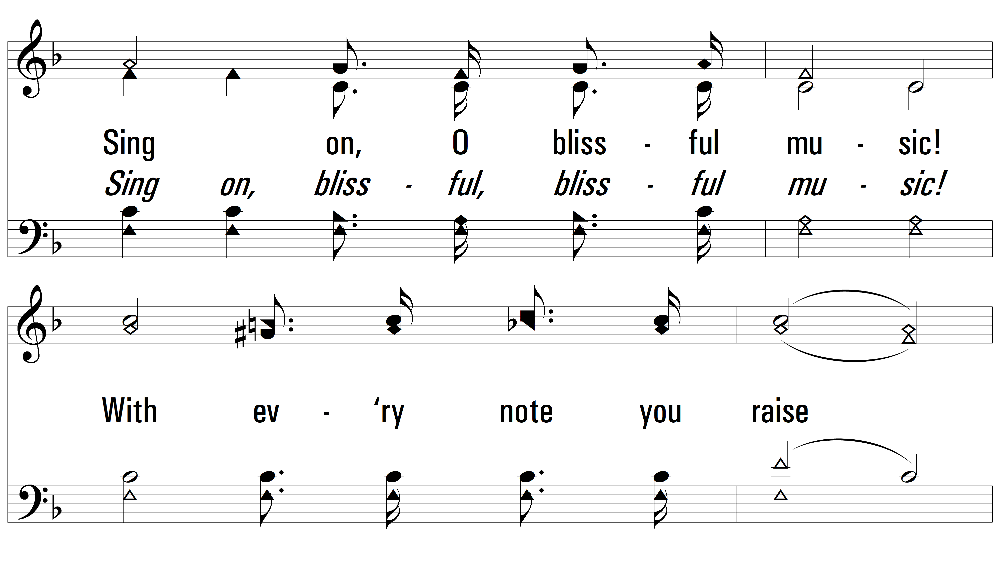 Sing on, O bliss - ful mu - sic!
Sing on, bliss - ful, bliss - ful mu - sic!
With ev - ‘ry note you raise